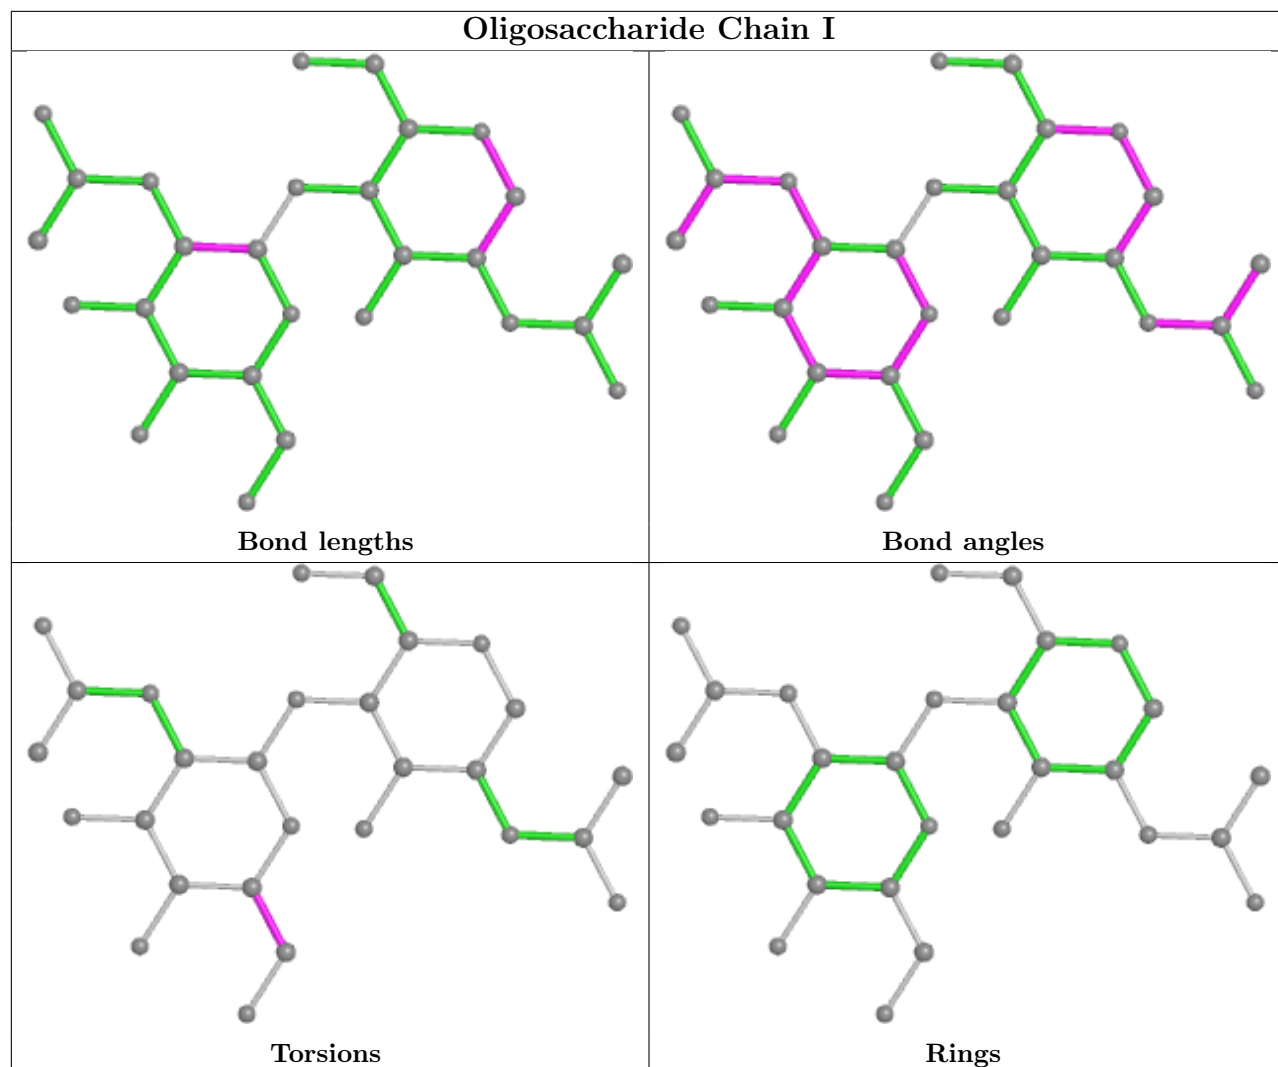 Oligosaccharide Chain I
Bond lengths
Bond angles
Torsions
Rings